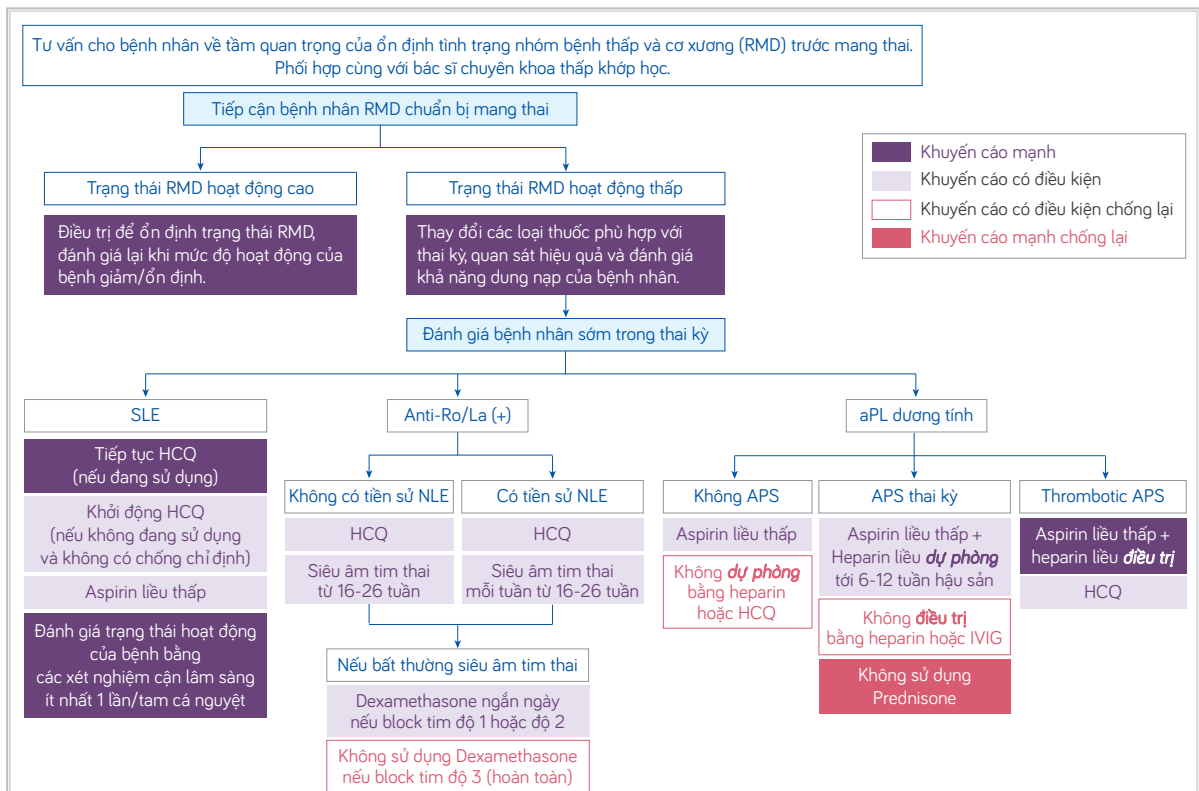 Tư vấn cho bệnh nhân về tầm quan trọng của ổn định tình trạng nhóm bệnh thấp và cơ xương (RMD) trước mang thai.
Phối hợp cùng với bác sĩ chuyên khoa thấp khớp học.
Tiếp cận bệnh nhân RMD chuẩn bị mang thai
Khuyến cáo mạnh
Khuyến cáo có điều kiện
Khuyến cáo có điều kiện chống lại
Khuyến cáo mạnh chống lại
Trạng thái RMD hoạt động cao
Điều trị để ổn định trạng thái RMD,
đánh giá lại khi mức độ hoạt động của
bệnh giảm/ổn định.
Trạng thái RMD hoạt động thấp
Thay đổi các loại thuốc phù hợp với
thai kỳ, quan sát hiệu quả và đánh giá
khả năng dung nạp của bệnh nhân.
Đánh giá bệnh nhân sớm trong thai kỳ
SLE
Tiếp tục HCQ
(nếu đang sử dụng)
Khởi động HCQ
(nếu không đang sử dụng
và không có chống chỉ định)
Aspirin liều thấp
Đánh giá trạng thái hoạt động
của bệnh bằng
các xét nghiệm cận lâm sàng
ít nhất 1 lần/tam cá nguyệt
Anti-Ro/La (+)
Không có tiền sử NLE
HCQ
Siêu âm tim thai
từ 16-26 tuần
Có tiền sử NLE
HCQ
Siêu âm tim thai
mỗi tuần từ 16-26 tuần
Nếu bất thường siêu âm tim thai
Dexamethasone ngắn ngày
nếu block tim độ 1 hoặc độ 2
Không sử dụng Dexamethasone
nếu block tim độ 3 (hoàn toàn)
aPL dương tính
Không APS
Aspirin liều thấp
Không dự phòng
bằng heparin
hoặc HCQ
APS thai kỳ
Aspirin liều thấp +
Heparin liều dự phòng
tới 6-12 tuần hậu sản
Không điều trị
bằng heparin hoặc IVIG
Không sử dụng
Prednisone
Thrombotic APS
Aspirin liều thấp +
heparin liều điều trị
HCQ